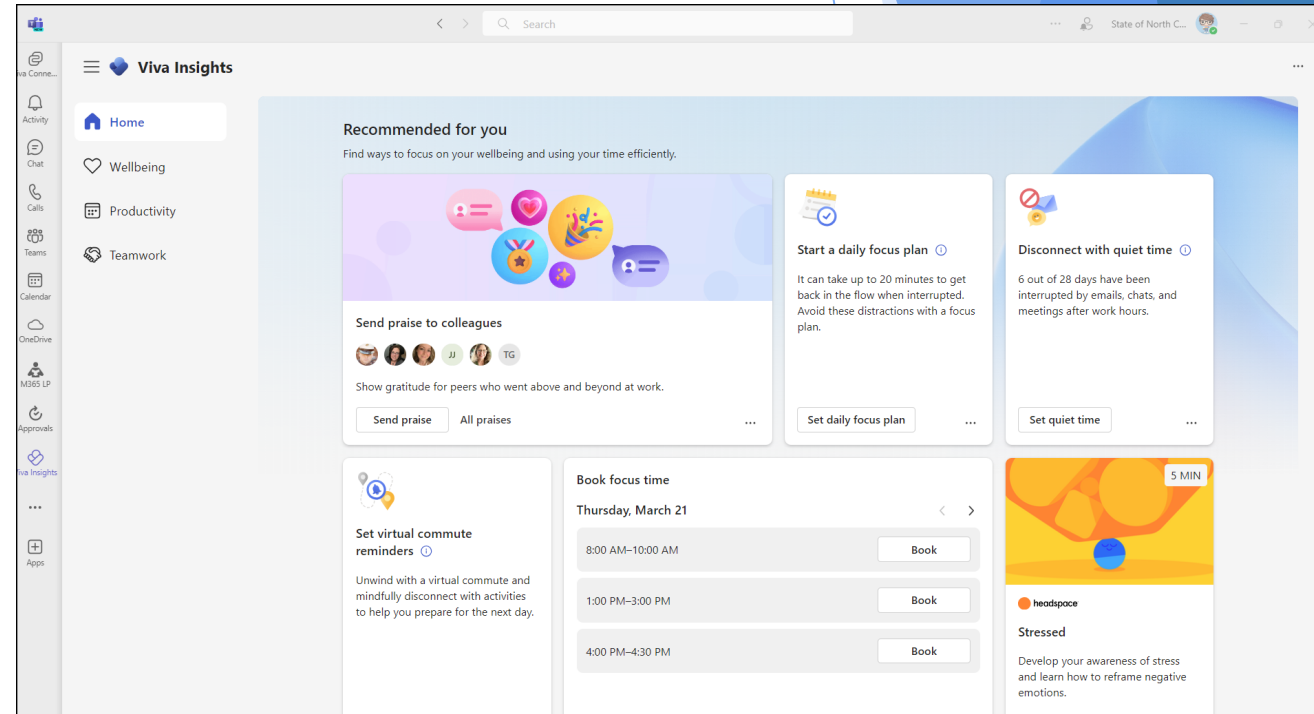 Search
State of North C...
iva Conne...
Activity
Chat
Calls
Teams
Calendar
OneDrive
M365 LP
Approvals
Viva Insights
Apps
Viva Insights
Home
Wellbeing
Productivity
Teamwork
Recommended for you
Find ways to focus on your wellbeing and using your time efficiently.
Send praise to colleagues
JJ
TG
Show gratitude for peers who went above and beyond at work.
Send praise
All praises
Start a daily focus plan
It can take up to 20 minutes to get
back in the flow when interrupted.
Avoid these distractions with a focus
plan.
Set daily focus plan
Disconnect with quiet time
6 out of 28 days have been
interrupted by emails, chats, and
meetings after work hours.
Set quiet time
Set virtual commute
reminders
Unwind with a virtual commute and
mindfully disconnect with activities
to help you prepare for the next day.
Book focus time
Thursday, March 21
8:00 AM–10:00 AM Book
1:00 PM–3:00 PM Book
4:00 PM–4:30 PM Book
5 MIN
headspace
Stressed
Develop your awareness of stress
and learn how to reframe negative
emotions.